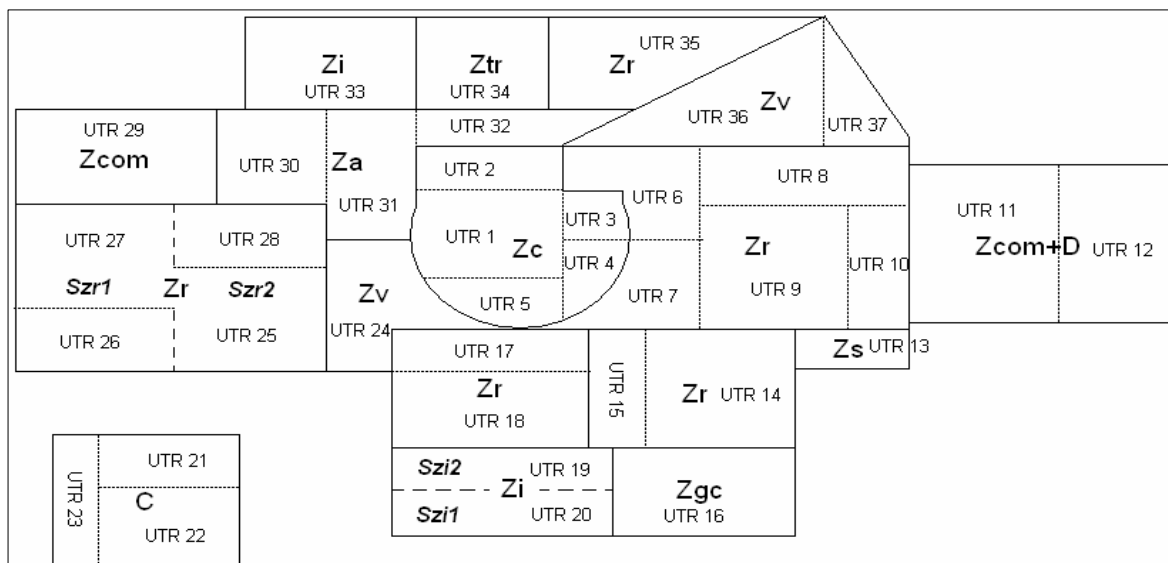 Zi
UTR 33
Ztr
UTR 34
Zr UTR 35
UTR 36 Zv UTR 37
UTR 29
Zcom
UTR 30
Za
UTR 31
UTR 32
UTR 2
UTR 1 Zc
UTR 3
UTR 4
UTR 5
UTR 6
UTR 7
UTR 8
Zr
UTR 9
UTR 10
UTR 11
Zcom+D UTR 12
UTR 27
UTR 28
Szr1 Zr Szr2
UTR 26
UTR 25
Zv
UTR 24
UTR 17
Zr
UTR 18
UTR 15
Zr UTR 14
Zs UTR 13
Szi2 UTR 19
Zi
Szi1 UTR 20
Zgc
UTR 16
UTR 23
UTR 21
C
UTR 22